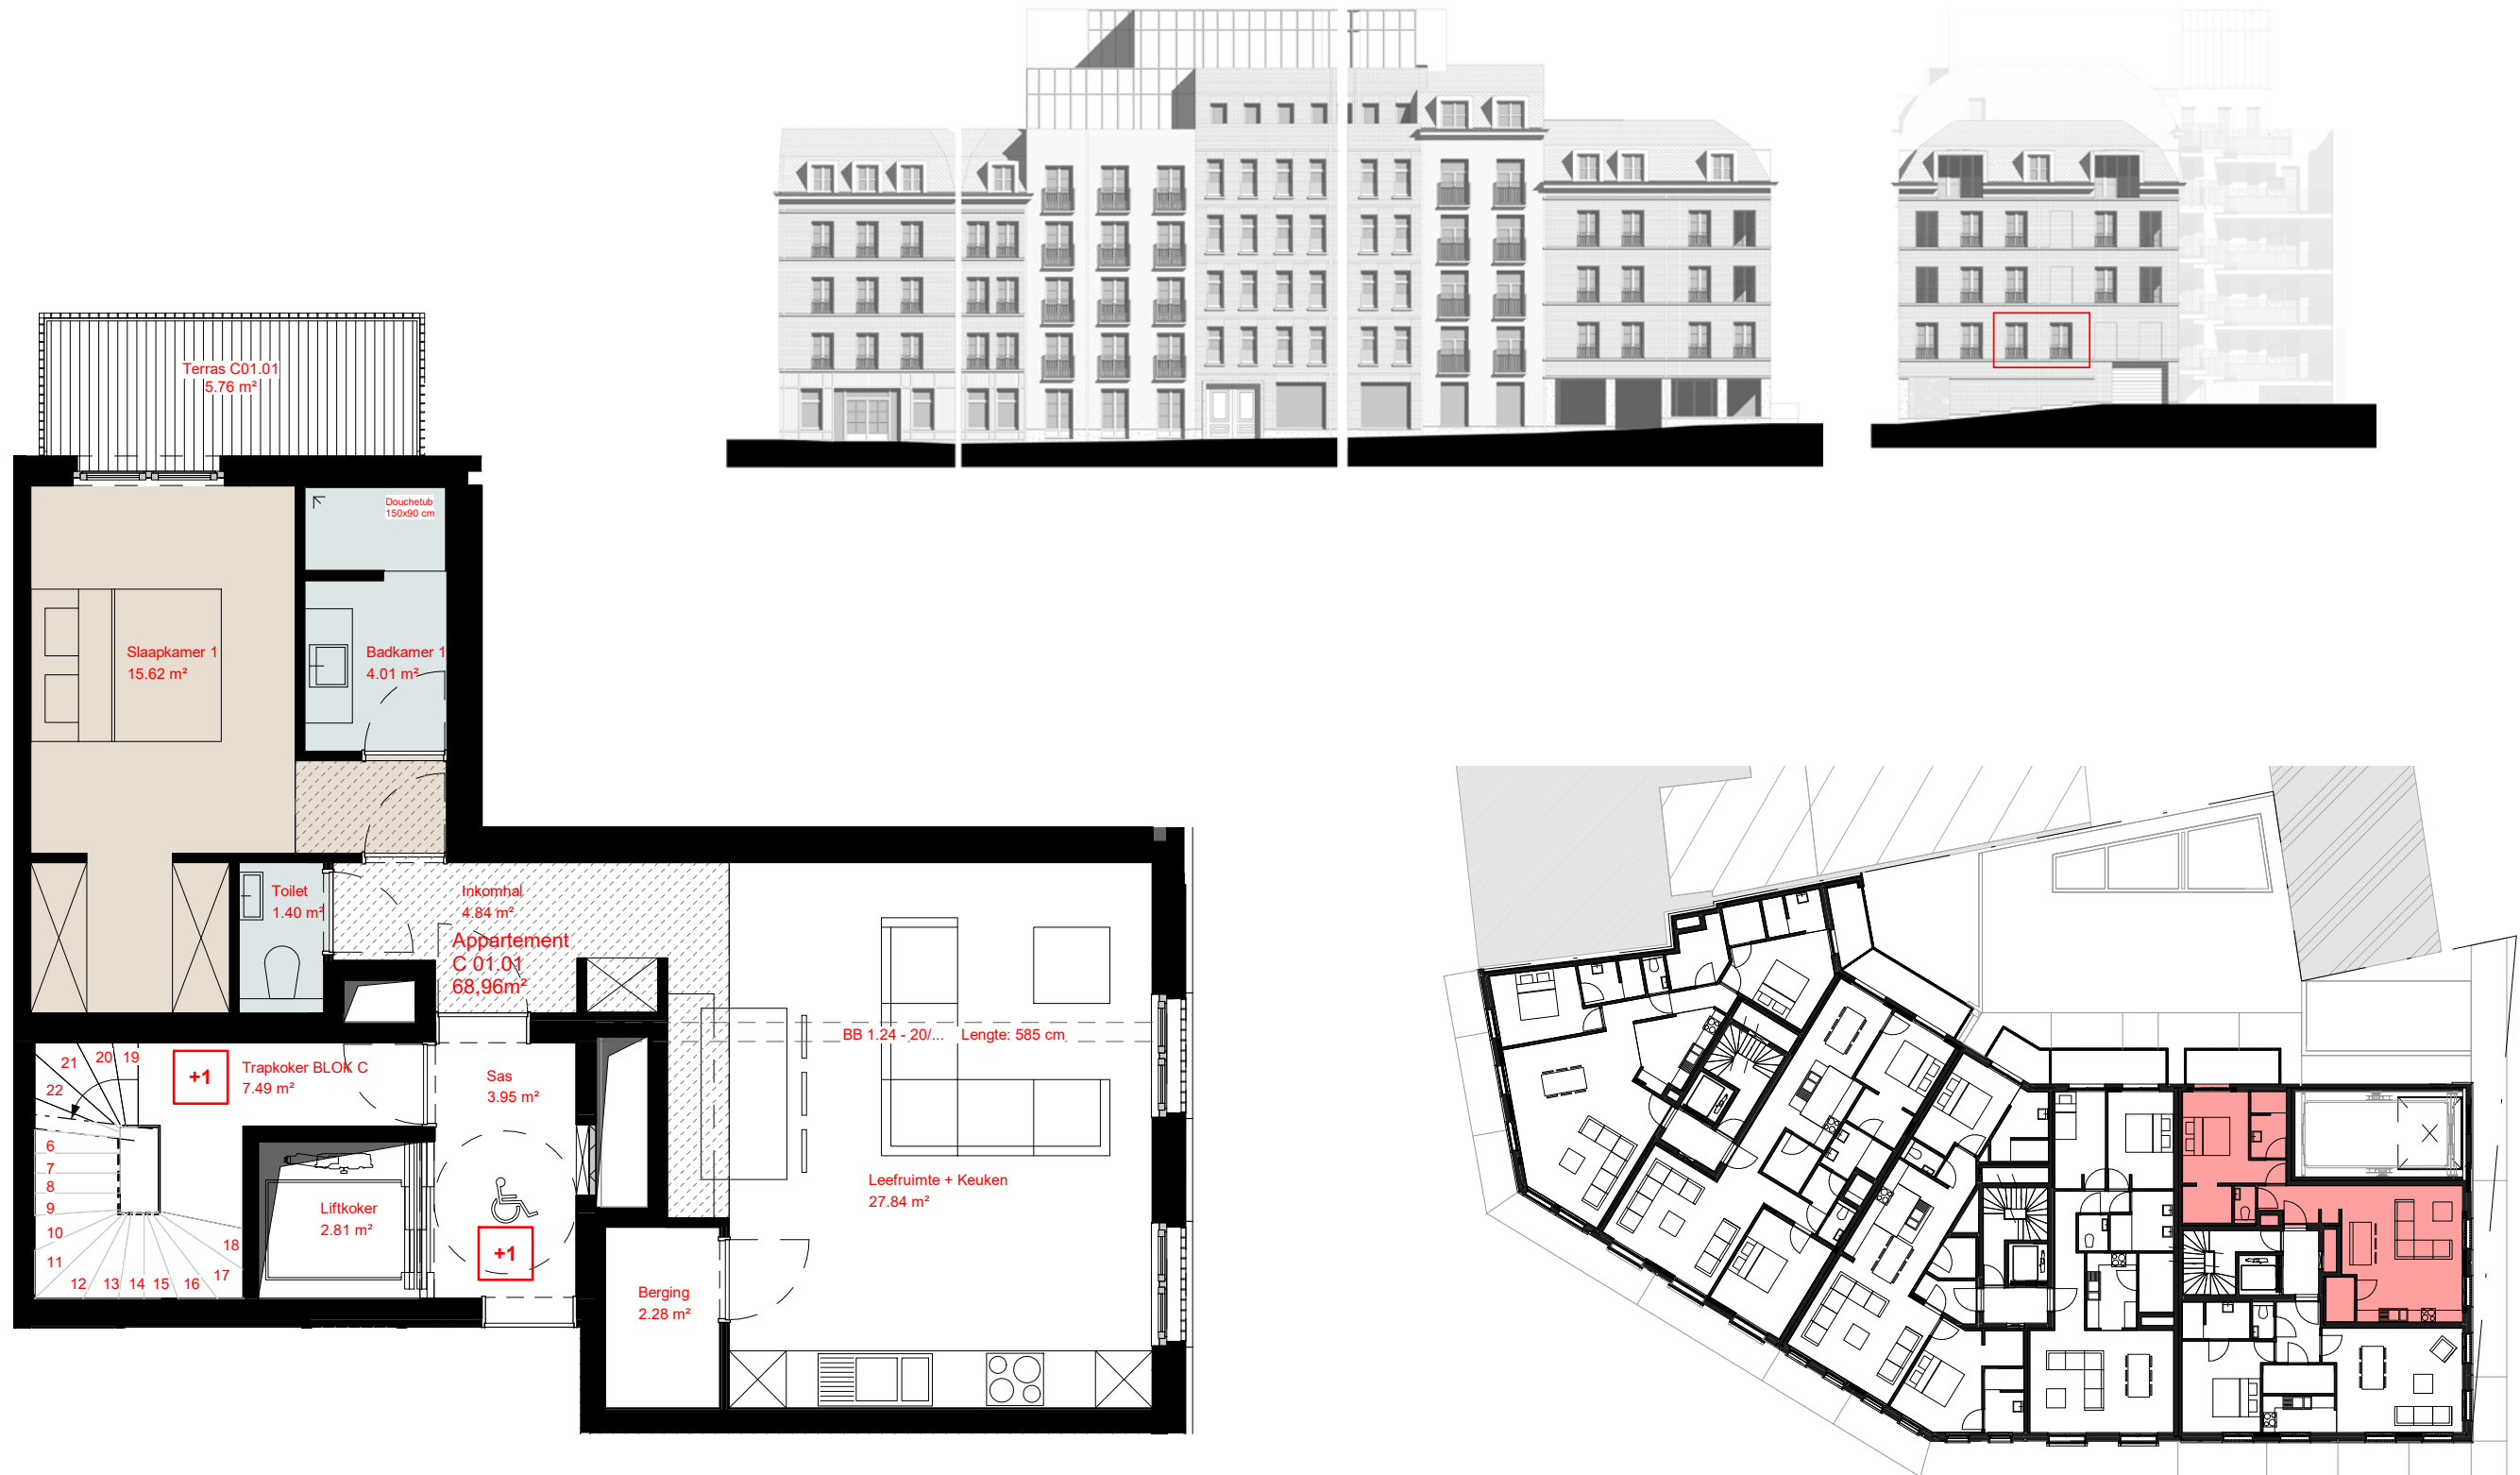 Terras C01.01
5.76 m²
Douchetub
150x90 cm
Slaapkamer 1
15.62 m²
Badkamer 1
4.01 m²
Toilet
1.40 m²
Inkomhal
4.84 m²
Appartement
C 01.01
68,96m²
BB 1.24 - 20/... Lengte: 585 cm
21
20
19
22
+1
Trapkoker BLOK C
7.49 m²
Sas
3.95 m²
6
7
8
9
10
11
12
13
14
15
16
17
18
Liftkoker
2.81 m²
+1
Leefruimte + Keuken
27.84 m²
Berging
2.28 m²